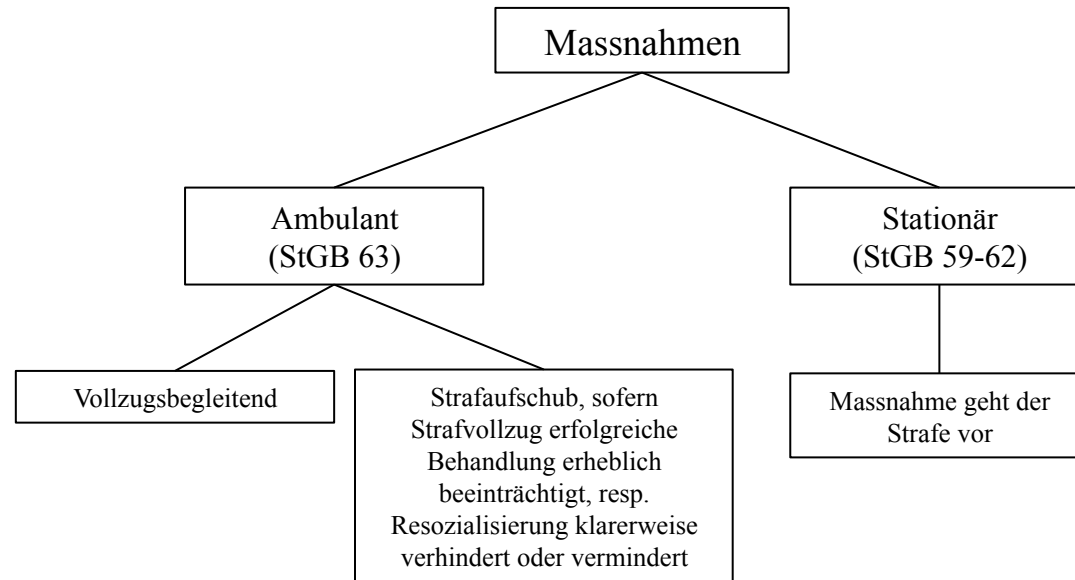 Massnahmen
Ambulant
(StGB 63)
Stationär
(StGB 59-62)
Vollzugsbegleitend
Strafaufschub, sofern
Strafvollzug erfolgreiche
Behandlung erheblich
beeinträchtigt, resp.
Resozialisierung klarerweise
verhindert oder vermindert
Massnahme geht der
Strafe vor